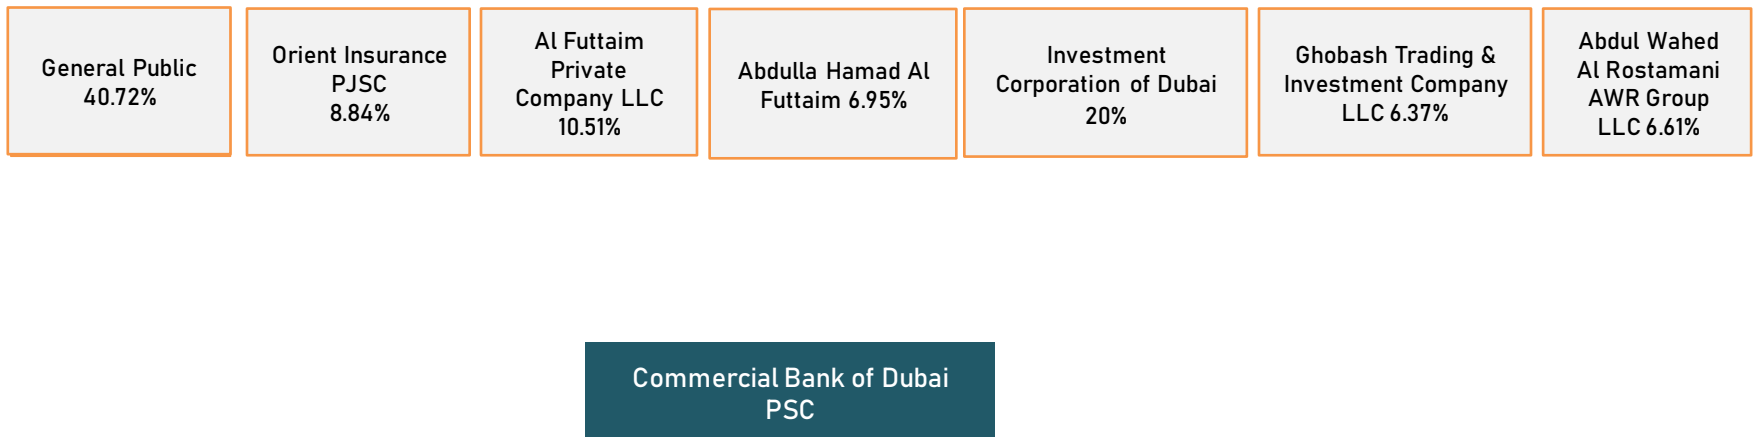 General Public
40.72%
Orient Insurance
PJSC
8.84%
Al Futtaim
Private
Company LLC
10.51%
Abdulla Hamad Al
Futtaim 6.95%
Investment
Corporation of Dubai
20%
Ghobash Trading &
Investment Company
LLC 6.37%
Abdul Wahed
Al Rostamani
AWR Group
LLC 6.61%
Commercial Bank of Dubai
PSC